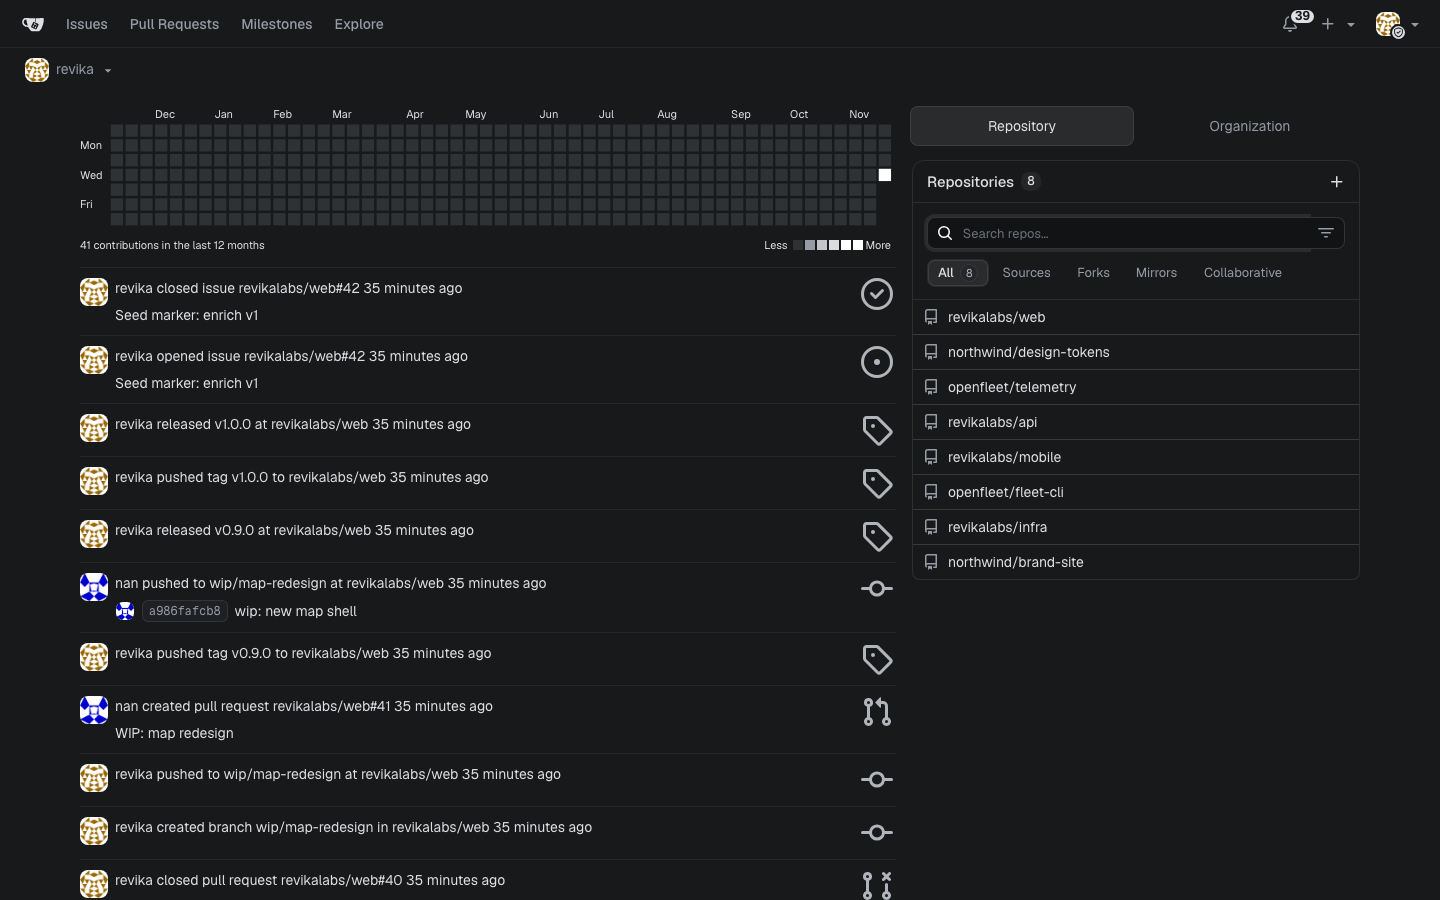 Issues
Pull Requests
Milestones
Explore
39
revika
Dec Jan Feb Mar Apr May Jun Jul Aug Sep Oct Nov
Mon
Wed
Fri
41 contributions in the last 12 months
Less More
revika closed issue revikalabs/web#42 35 minutes ago
Seed marker: enrich v1
revika opened issue revikalabs/web#42 35 minutes ago
Seed marker: enrich v1
revika released v1.0.0 at revikalabs/web 35 minutes ago
revika pushed tag v1.0.0 to revikalabs/web 35 minutes ago
revika released v0.9.0 at revikalabs/web 35 minutes ago
nan pushed to wip/map-redesign at revikalabs/web 35 minutes ago
a986fafcb8 wip: new map shell
revika pushed tag v0.9.0 to revikalabs/web 35 minutes ago
nan created pull request revikalabs/web#41 35 minutes ago
WIP: map redesign
revika pushed to wip/map-redesign at revikalabs/web 35 minutes ago
revika created branch wip/map-redesign in revikalabs/web 35 minutes ago
revika closed pull request revikalabs/web#40 35 minutes ago
Repository
Organization
Repositories 8
Search repos...
All 8
Sources
Forks
Mirrors
Collaborative
revikalabs/web
northwind/design-tokens
openfleet/telemetry
revikalabs/api
revikalabs/mobile
openfleet/fleet-cli
revikalabs/infra
northwind/brand-site